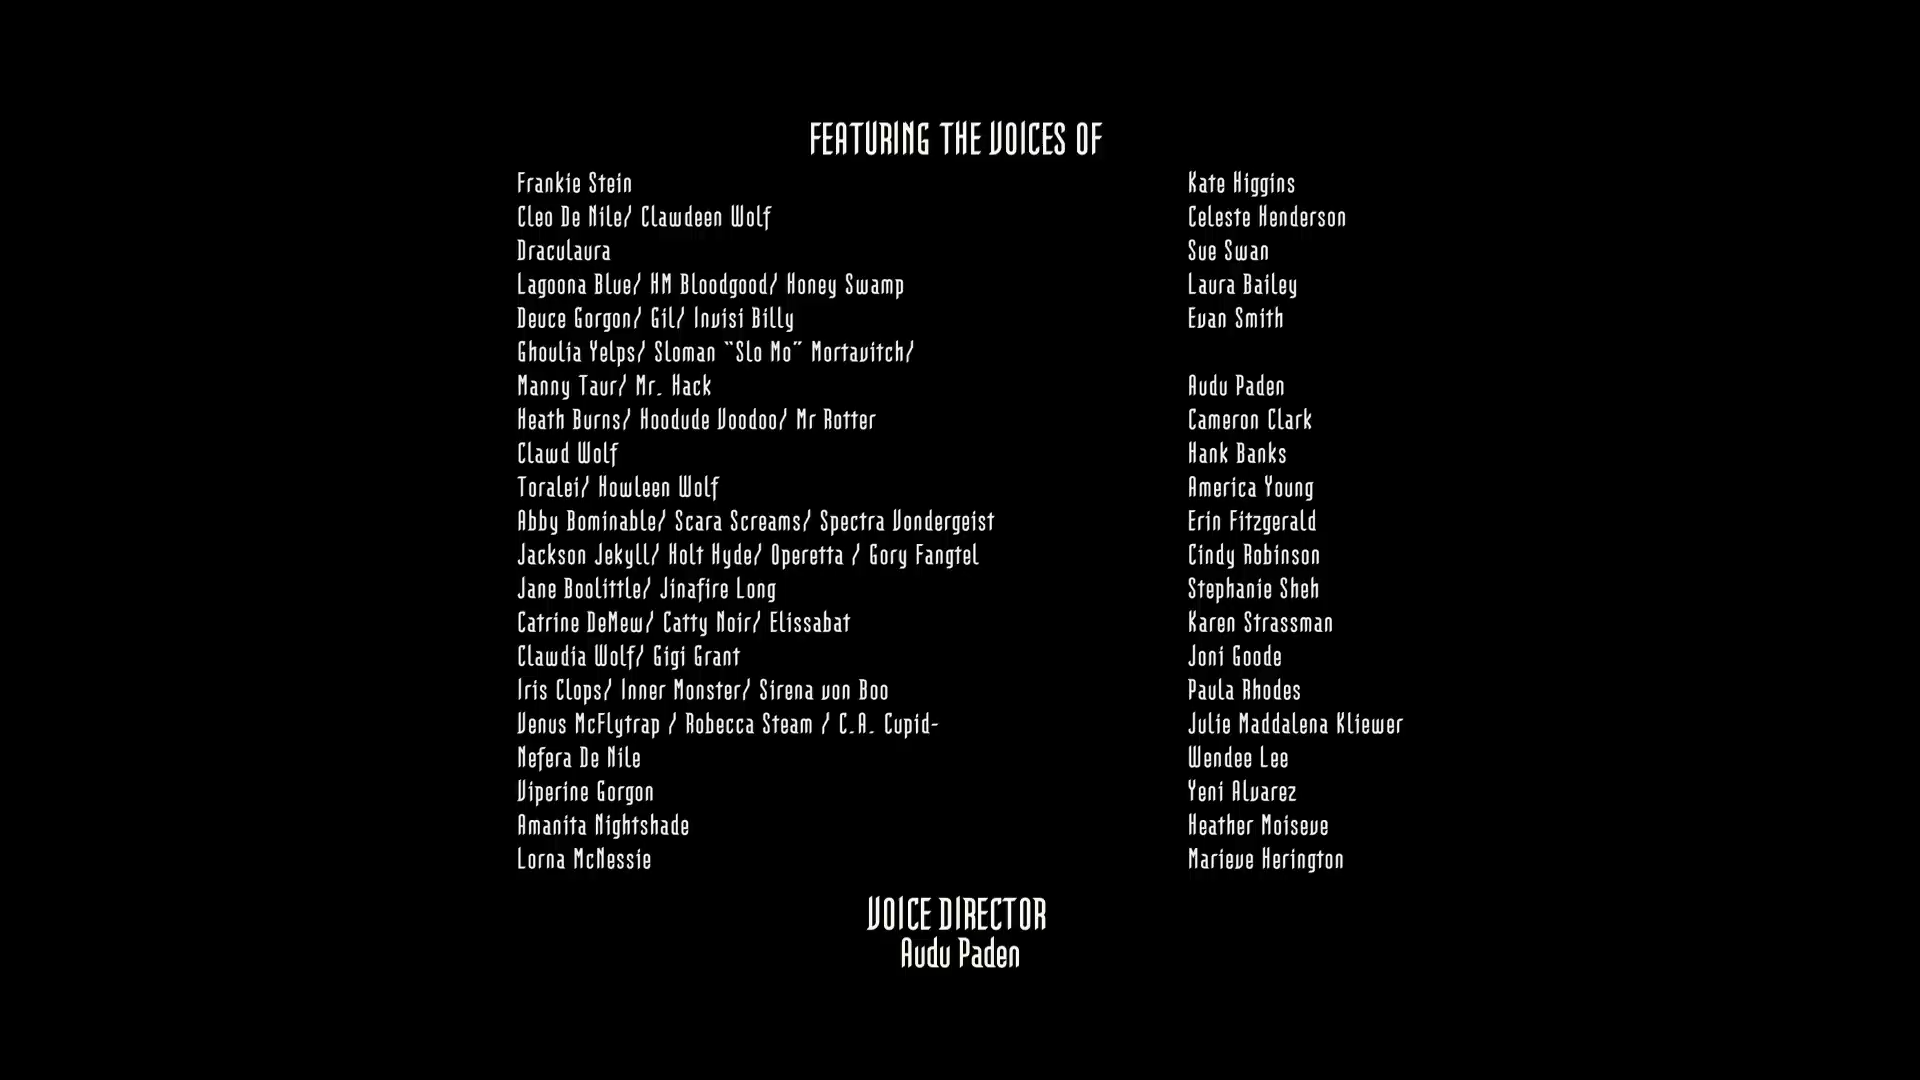 FEATURING THE VOICES OF
Frankie Stein Kate Higgins
Cleo De Nile/ Clawdeen Wolf Celeste Henderson
Draculaura Sue Swan
Lagoona Blue/ HM Bloodgood/ Honey Swamp Laura Bailey
Deuce Gorgon/ Gil/ Invisi Billy Evan Smith
Ghoulia Yelps/ Sloman “Slo Mo” Mortavitch/
Manny Taur/ Mr. Hack Audu Paden
Heath Burns/ Hoodude Voodoo/ Mr Rotter Cameron Clark
Clawd Wolf Hank Banks
Toralei/ Howleen Wolf America Young
Abby Bominable/ Scara Screams/ Spectra Vondergeist Erin Fitzgerald
Jackson Jekyll/ Holt Hyde/ Operetta / Gory Fangtel Cindy Robinson
Jane Boolittle/ Jinafire Long Stephanie Sheh
Catrine DeMew/ Catty Noir/ Elissabat Karen Strassman
Clawdia Wolf/ Gigi Grant Joni Goode
Iris Clops/ Inner Monster/ Sirena von Boo Paula Rhodes
Venus McFlytrap / Robecca Steam / C.A. Cupid- Julie Maddalena Kliewer
Nefera De Nile Wendee Lee
Viperine Gorgon Yeni Alvarez
Amanita Nightshade Heather Moiseve
Lorna McNessie Marieve Herington
VOICE DIRECTOR
Audu Paden